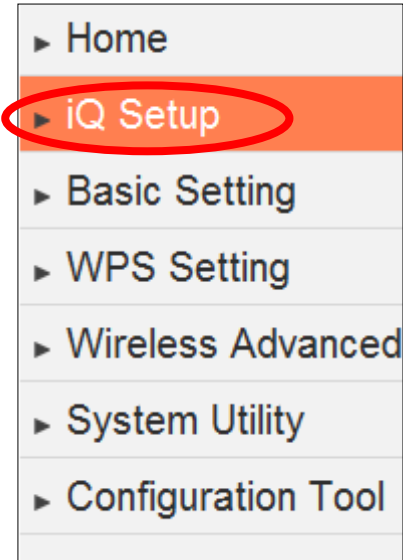 Home
iQ Setup
Basic Setting
WPS Setting
Wireless Advanced
System Utility
Configuration Tool